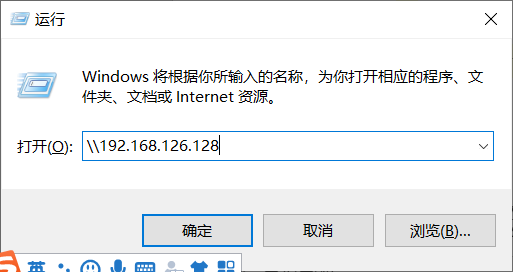 运行
Windows 将根据你所输入的名称，为你打开相应的程序、文
件夹、文档或 Internet 资源。
打开(O): \\192.168.126.128
确定 取消 浏览(B)...
英